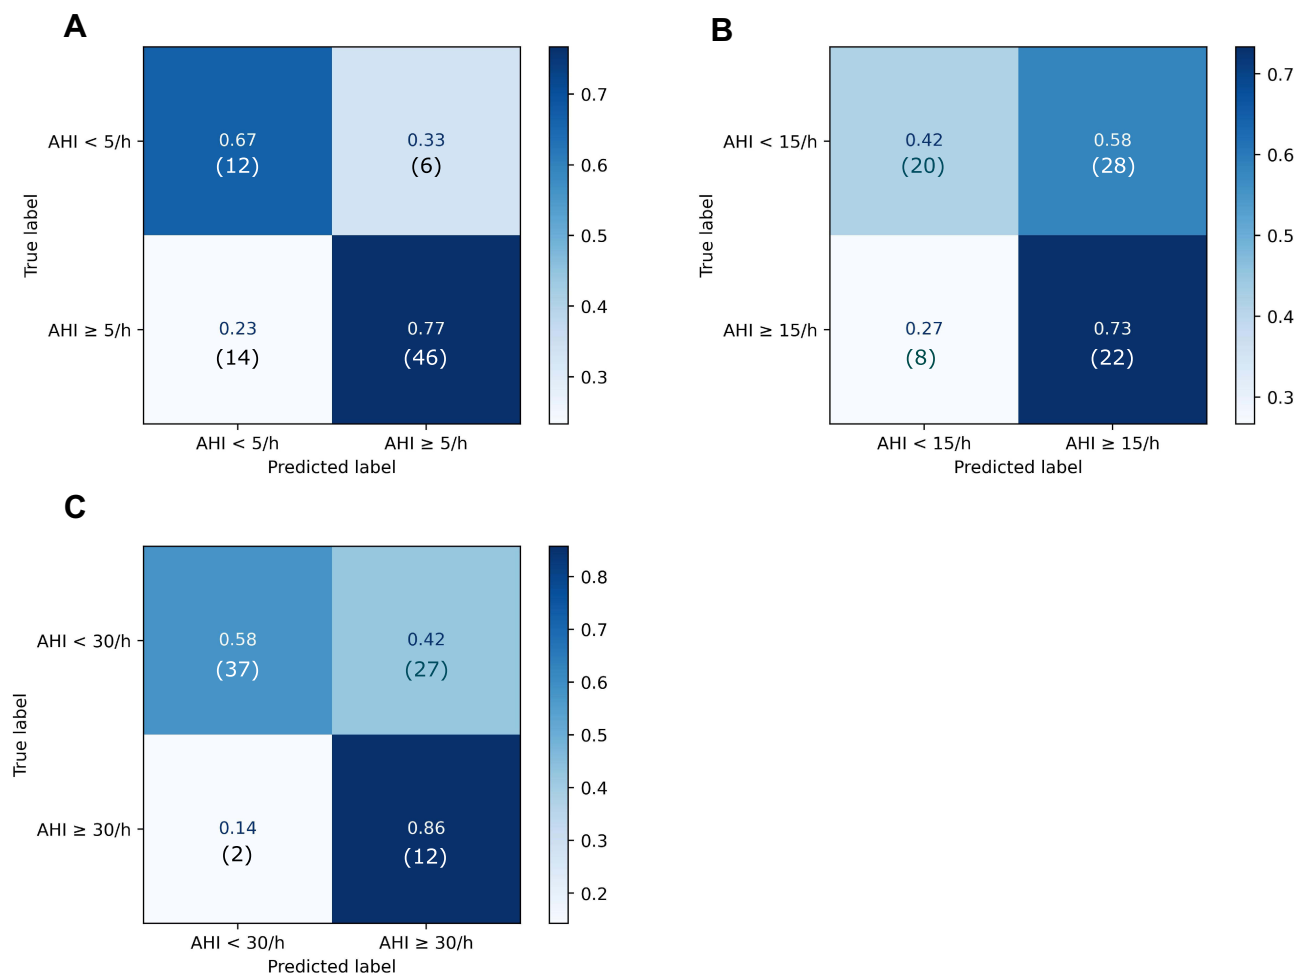 A
AHI < 5/h
AHI ≥ 5/h
True label
0.67
(12)
0.33
(6)
0.23
(14)
0.77
(46)
AHI < 5/h
AHI ≥ 5/h
Predicted label
0.7
0.6
0.5
0.4
0.3
B
AHI < 15/h
AHI ≥ 15/h
True label
0.42
(20)
0.58
(28)
0.27
(8)
0.73
(22)
AHI < 15/h
AHI ≥ 15/h
Predicted label
0.7
0.6
0.5
0.4
0.3
C
AHI < 30/h
AHI ≥ 30/h
True label
0.58
(37)
0.42
(27)
0.14
(2)
0.86
(12)
AHI < 30/h
AHI ≥ 30/h
Predicted label
0.8
0.7
0.6
0.5
0.4
0.3
0.2